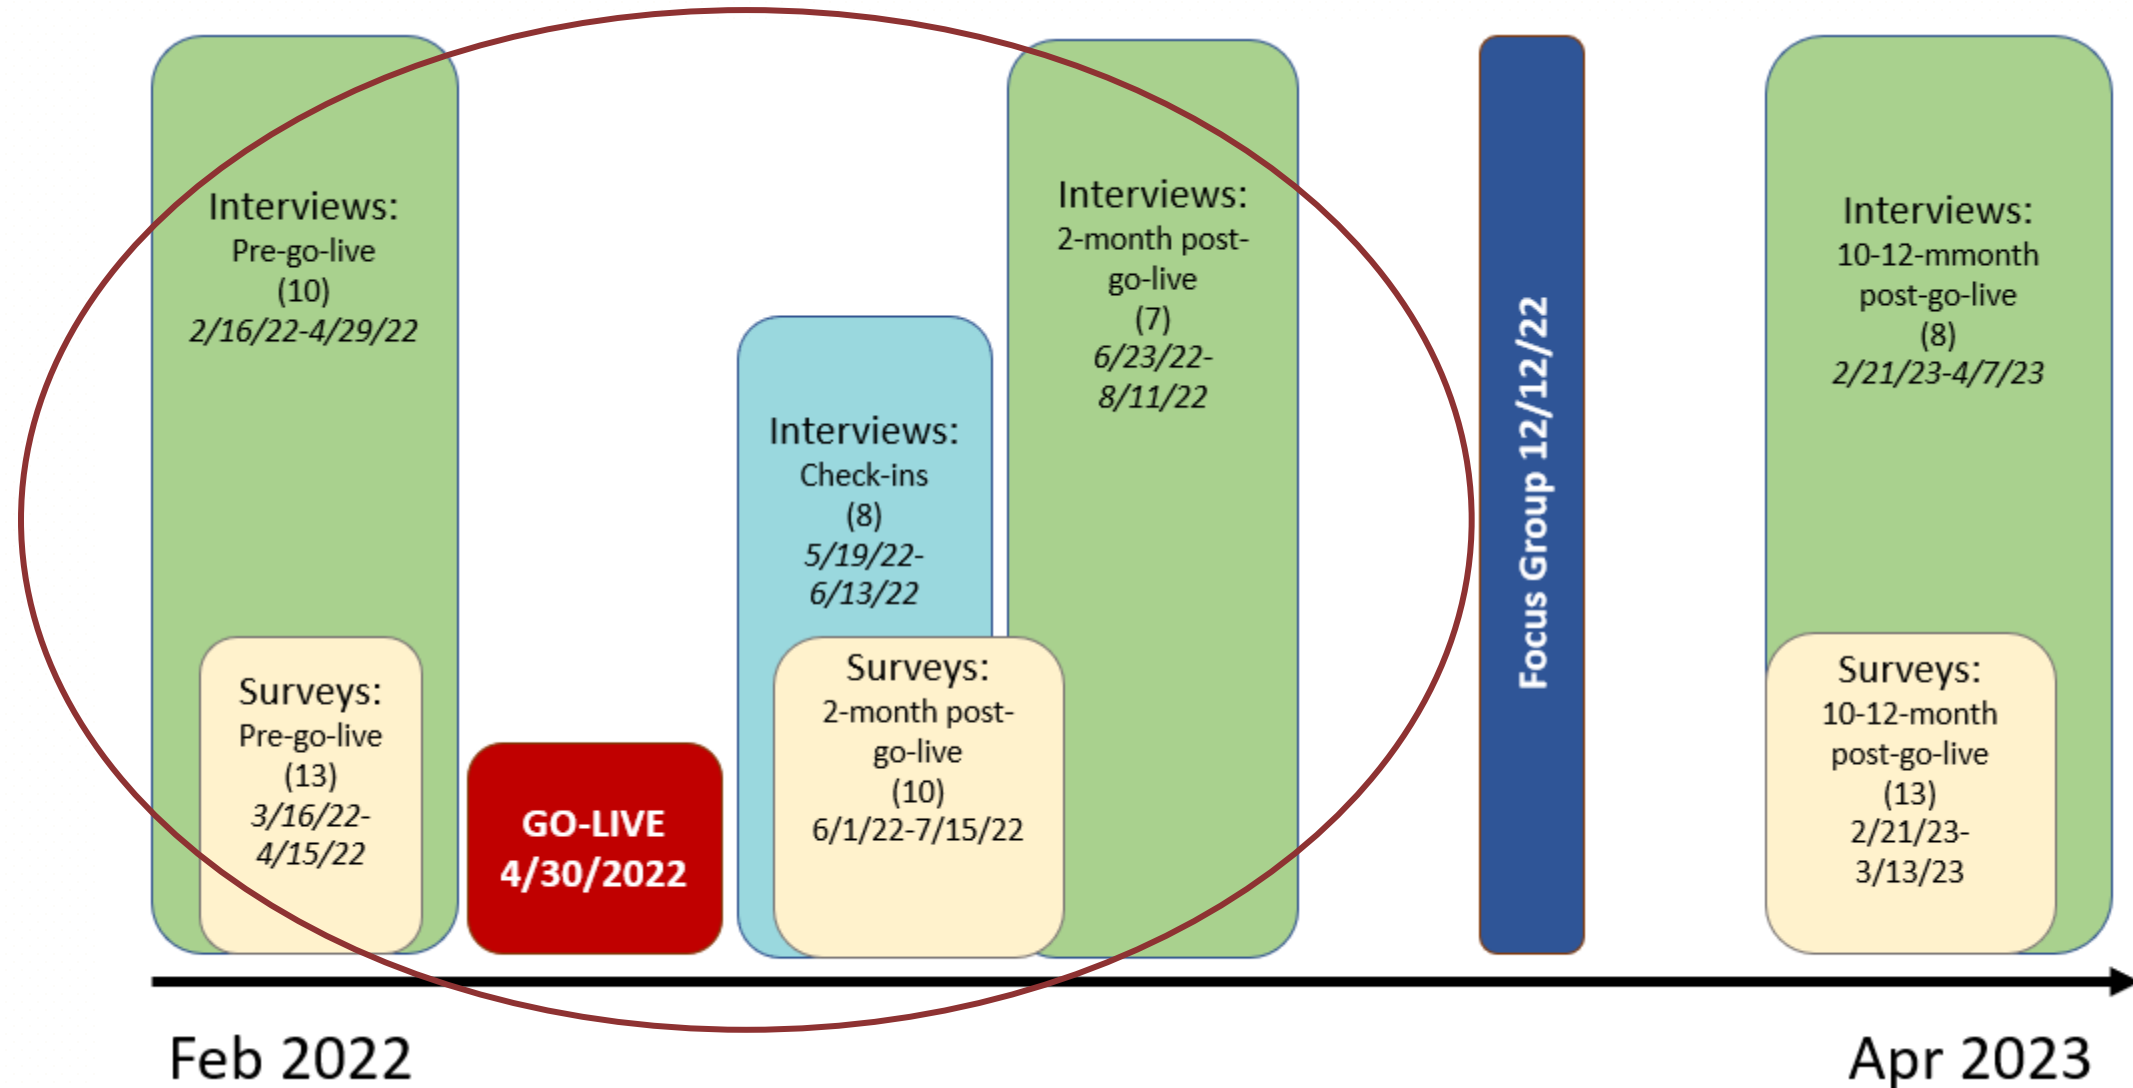 Interviews:
Pre-go-live
(10)
2/16/22-4/29/22
Surveys:
Pre-go-live
(13)
3/16/22-
4/15/22
GO-LIVE
4/30/2022
Interviews:
Check-ins
(8)
5/19/22-
6/13/22
Surveys:
2-month post-
go-live
(10)
6/1/22-7/15/22
Interviews:
2-month post-
go-live
(7)
6/23/22-
8/11/22
Focus Group 12/12/22
Interviews:
10-12-mmonth
post-go-live
(8)
2/21/23-4/7/23
Surveys:
10-12-month
post-go-live
(13)
2/21/23-
3/13/23
Feb 2022
Apr 2023